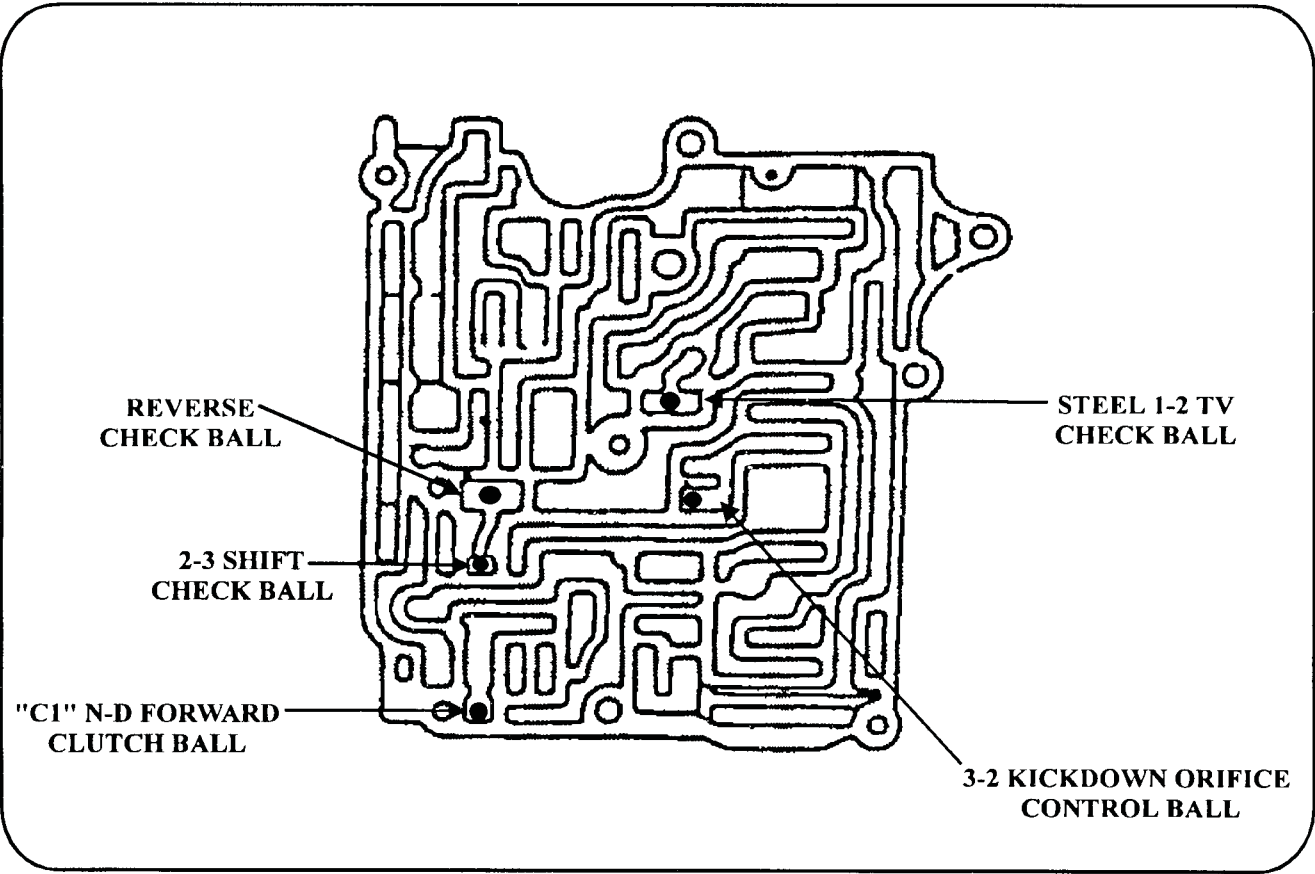 REVERSE
CHECK BALL
STEEL 1-2 TV
CHECK BALL
2-3 SHIFT
CHECK BALL
"C1" N-D FORWARD
CLUTCH BALL
3-2 KICKDOWN ORIFICE
CONTROL BALL